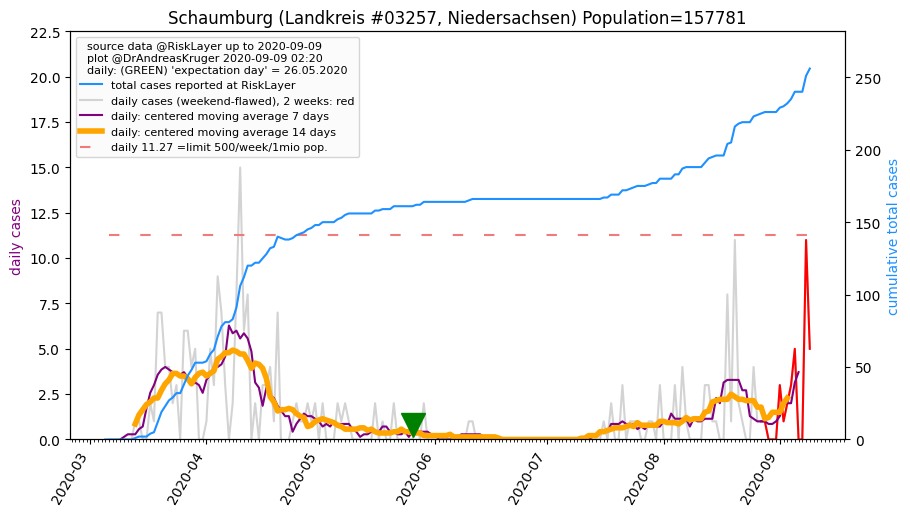 Schaumburg (Landkreis #03257, Niedersachsen) Population=157781
source data @RiskLayer up to 2020-09-09
plot @DrAndreasKruger 2020-09-09 02:20
daily: (GREEN) 'expectation day' = 26.05.2020
total cases reported at RiskLayer
daily cases (weekend-flawed), 2 weeks: red
daily: centered moving average 7 days
daily: centered moving average 14 days
daily 11.27 =limit 500/week/1mio pop.
daily cases
22.5
20.0
17.5
15.0
12.5
10.0
7.5
5.0
2.5
0.0
250
200
150
100
50
0
cumulative total cases
2020-03
2020-04
2020-05
2020-06
2020-07
2020-08
2020-09